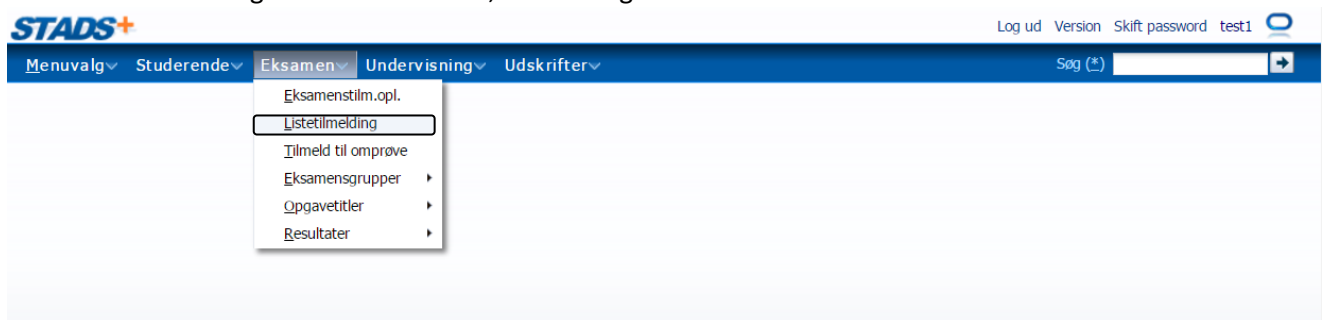 STADS+
Log ud Version Skift password test1
Menuvalg Studerende Eksamen Undervisning Udskrifter Søg (*)
Eksamenstilm.opl.
Listetilmelding
Tilmeld til omprøve
Eksamensgrupper
Opgavetitler
Resultater